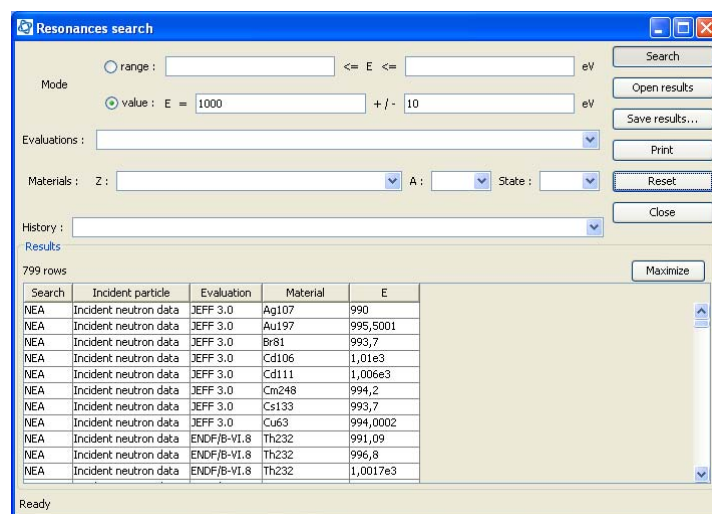 Resonances search
range : <= E <= eV
Mode
value : E = 1000 +/- 10 eV
Evaluations :
Materials : Z : A : State :
History :
Search
Open results
Save results...
Print
Reset
Close
Results
799 rows
Maximize
Search Incident particle Evaluation Material E
NEA Incident neutron data JEFF 3.0 Ag107 990
NEA Incident neutron data JEFF 3.0 Au197 995,5001
NEA Incident neutron data JEFF 3.0 Br81 993,7
NEA Incident neutron data JEFF 3.0 Cd106 1,01e3
NEA Incident neutron data JEFF 3.0 Cd111 1,006e3
NEA Incident neutron data JEFF 3.0 Cm248 994,2
NEA Incident neutron data JEFF 3.0 Cs133 993,7
NEA Incident neutron data JEFF 3.0 Cu63 994,0002
NEA Incident neutron data ENDF/B-VI.8 Th232 991,09
NEA Incident neutron data ENDF/B-VI.8 Th232 996,8
NEA Incident neutron data ENDF/B-VI.8 Th232 1,0017e3
Ready